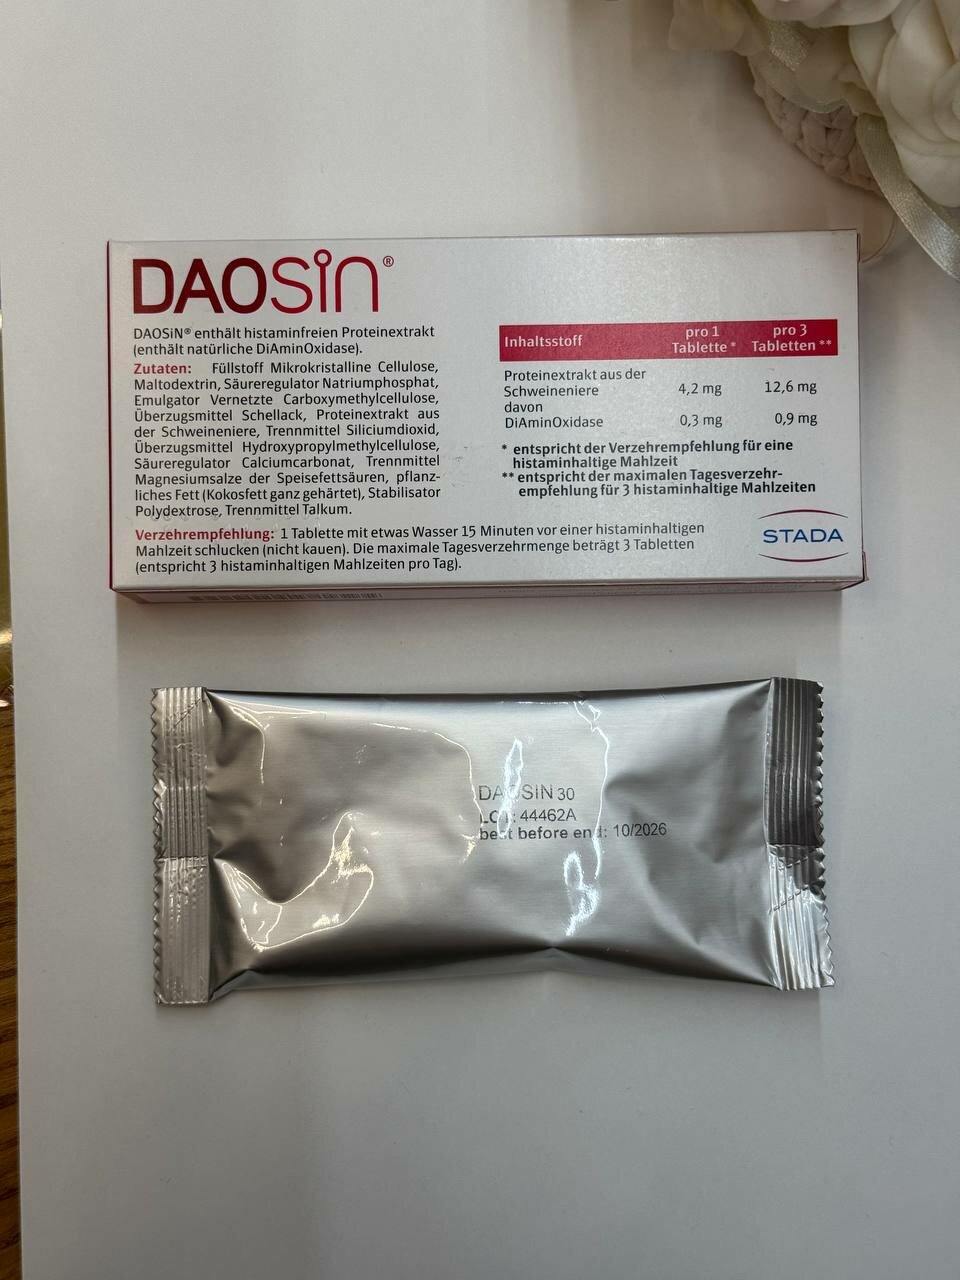 DAOSiN®
DAOSiN® enthält histaminfreien Proteinextrakt
(enthält natürliche DiAminOxidase).
Zutaten: Füllstoff Mikrokristalline Cellulose,
Maltodextrin, Säureregulator Natriumphosphat,
Emulgator Vernetzte Carboxymethylcellulose,
Überzugsmittel Schellack, Proteinextrakt aus
der Schweineniere, Trennmittel Siliciumdioxid,
Überzugsmittel Hydroxypropylmethylcellulose,
Säureregulator Calciumcarbonat, Trennmittel
Magnesiumsalze der Speisefettsäuren, pflanz-
liches Fett (Kokosfett ganz gehärtet), Stabilisator
Polydextrose, Trennmittel Talkum.
Inhaltsstoff pro 1 Tablette * pro 3 Tabletten **
Proteinextrakt aus der
Schweineniere 4,2 mg 12,6 mg
davon
DiAminOxidase 0,3 mg 0,9 mg
* entspricht der Verzehrempfehlung für eine
histaminhaltige Mahlzeit
** entspricht der maximalen Tagesverzehr-
empfehlung für 3 histaminhaltige Mahlzeiten
Verzehrempfehlung: 1 Tablette mit etwas Wasser 15 Minuten vor einer histaminhaltigen
Mahlzeit schlucken (nicht kauen). Die maximale Tagesverzehrmenge beträgt 3 Tabletten
(entspricht 3 histaminhaltigen Mahlzeiten pro Tag).
STADA
DAOSiN 30
LOT: 44462A
best before end: 10/2026